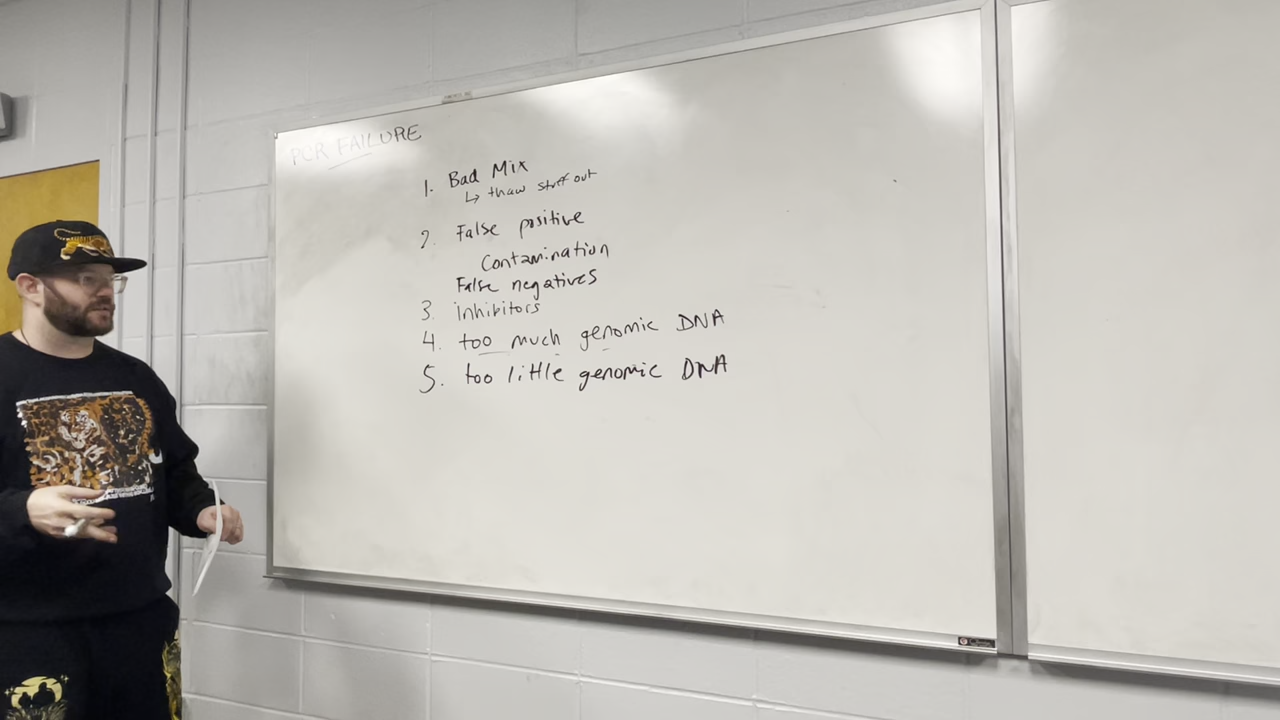 PCR FAILURE
1. Bad Mix
↳ thaw stuff out
2. False positive
Contamination
False negatives
3. inhibitors
4. too much genomic DNA
5. too little genomic DNA